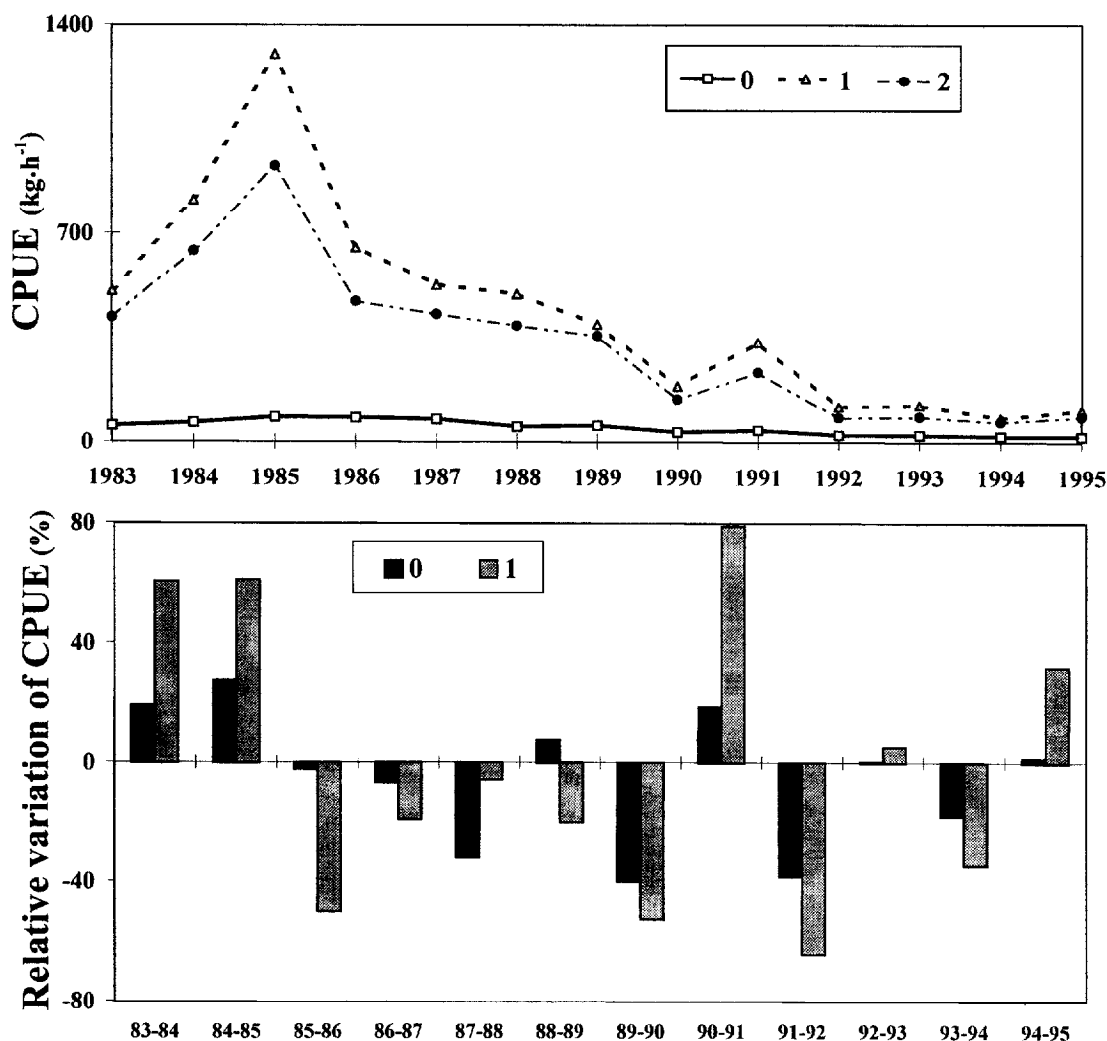 1400
0 1 2
CPUE (kg·h⁻¹)
700
0
1983 1984 1985 1986 1987 1988 1989 1990 1991 1992 1993 1994 1995
80
0 1
Relative variation of CPUE (%)
40
0
-40
-80
83-84 84-85 85-86 86-87 87-88 88-89 89-90 90-91 91-92 92-93 93-94 94-95